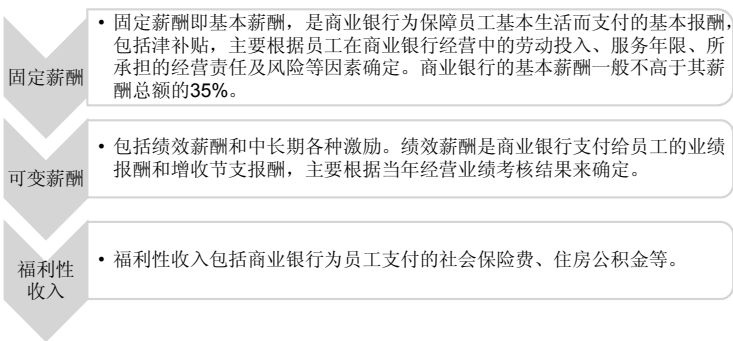 固定薪酬
• 固定薪酬即基本薪酬，是商业银行为保障员工基本生活而支付的基本报酬，
包括津补贴，主要根据员工在商业银行经营中的劳动投入、服务年限、所
承担的经营责任及风险等因素确定。商业银行的基本薪酬一般不高于其薪
酬总额的35%。
可变薪酬
• 包括绩效薪酬和中长期各种激励。绩效薪酬是商业银行支付给员工的业绩
报酬和增收节支报酬，主要根据当年经营业绩考核结果来确定。
福利性
收入
• 福利性收入包括商业银行为员工支付的社会保险费、住房公积金等。